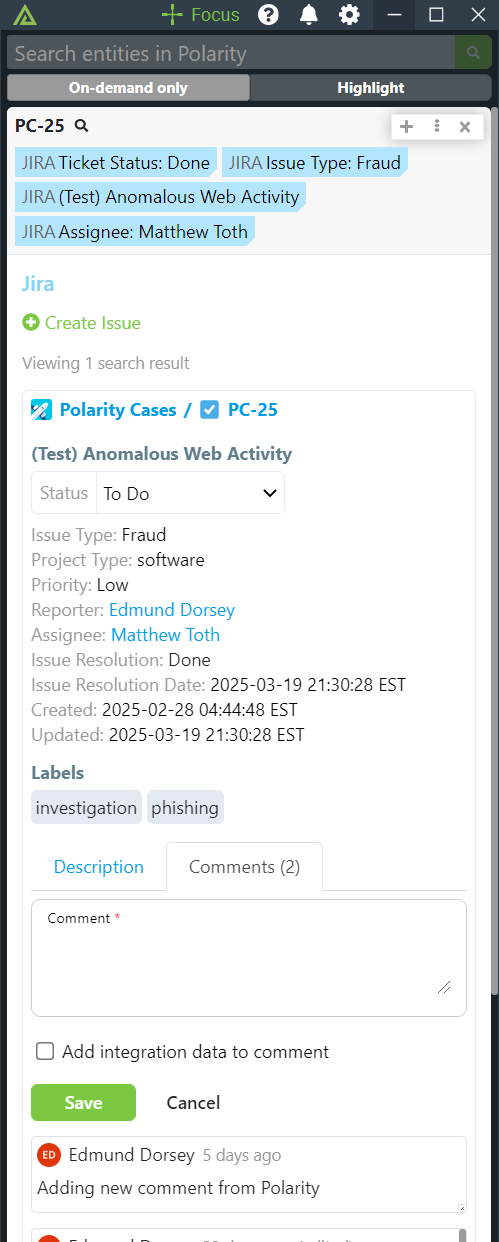 Focus
Search entities in Polarity
On-demand only Highlight
PC-25
JIRA Ticket Status: Done JIRA Issue Type: Fraud
JIRA (Test) Anomalous Web Activity
JIRA Assignee: Matthew Toth
Jira
Create Issue
Viewing 1 search result
Polarity Cases / PC-25
(Test) Anomalous Web Activity
Status To Do
Issue Type: Fraud
Project Type: software
Priority: Low
Reporter: Edmund Dorsey
Assignee: Matthew Toth
Issue Resolution: Done
Issue Resolution Date: 2025-03-19 21:30:28 EST
Created: 2025-02-28 04:44:48 EST
Updated: 2025-03-19 21:30:28 EST
Labels
investigation phishing
Description Comments (2)
Comment *
Add integration data to comment
Save Cancel
ED Edmund Dorsey 5 days ago
Adding new comment from Polarity
Edmund Dorsey